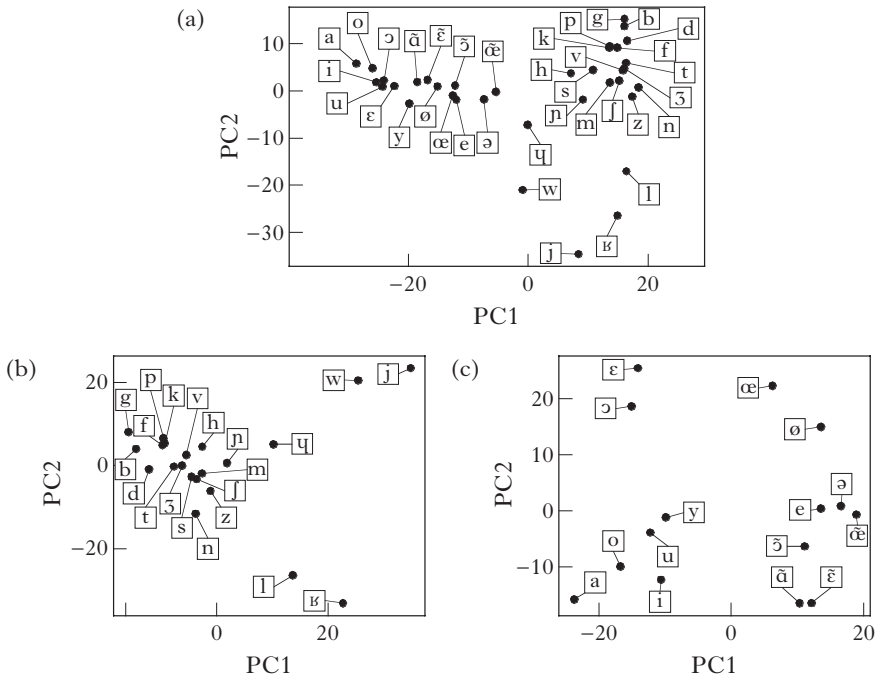 (a)
g b
p d
o k
ɔ ɑ̃ ɛ̃ ɔ̃ f
a œ̃ v
i h t
s
u ɛ ʒ
y ø ɲ m ʃ z n
œ e ə
ɥ
w l
ʁ
j
10
0
−10
−20
−30
PC2
−20 0 20
PC1
(b)
p k v w j
g
f h
ɲ ɥ
b m
d ʃ
t ʒ s z
n
l
ʁ
20
0
−20
PC2
0 20
PC1
(c)
ɛ œ
ɔ ø
ə
y e
o u ɔ̃ œ̃
a i ɑ̃ ɛ̃
20
10
0
−10
PC2
−20 0 20
PC1